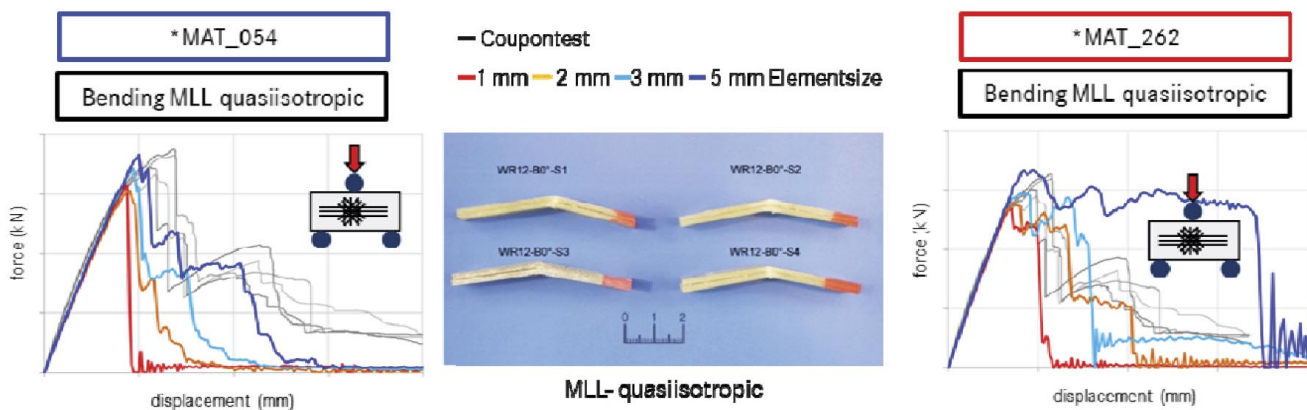 *MAT_054
Bending MLL quasiisotropic
force (kN)
displacement (mm)
Coupontest
1 mm 2 mm 3 mm 5 mm Elementsize
WR12-B0°-S1
WR12-B0°-S2
WR12-B0°-S3
WR12-B0°-S4
0 1 2
MLL- quasiisotropic
*MAT_262
Bending MLL quasiisotropic
force (kN)
displacement (mm)